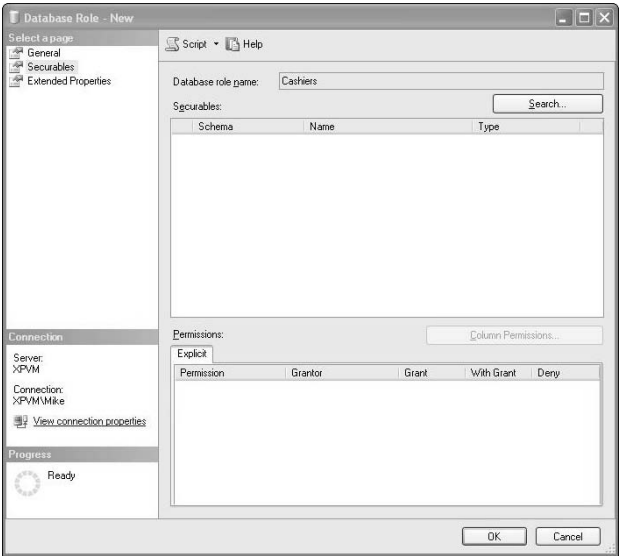 Database Role - New
Select a page
General
Securables
Extended Properties
Script
Help
Database role name:
Cashiers
Securables:
Search...
Schema
Name
Type
Permissions:
Column Permissions...
Explicit
Permission
Grantor
Grant
With Grant
Deny
Connection
Server:
XPVM
Connection:
XPVM\Mike
View connection properties
Progress
Ready
OK
Cancel